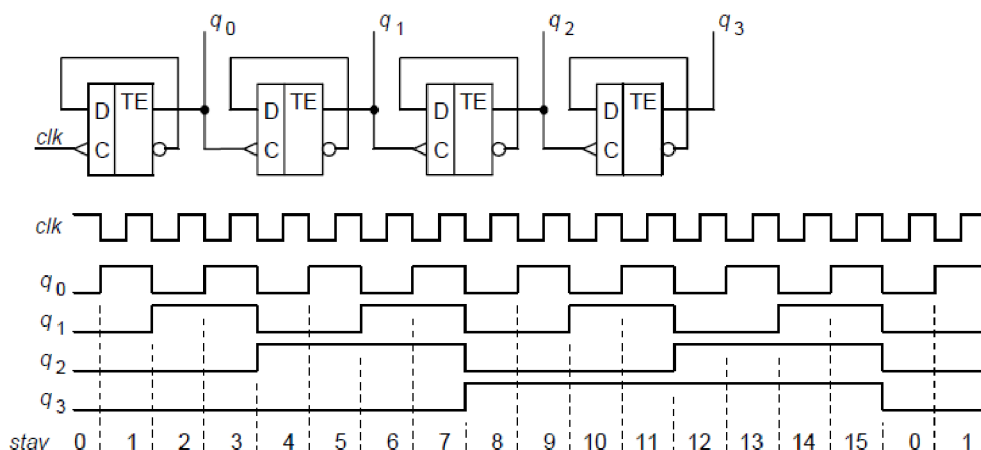 q0 q1 q2 q3
TE TE TE TE
D D D D
clk C C C C
clk
q0
q1
q2
q3
stav 0 1 2 3 4 5 6 7 8 9 10 11 12 13 14 15 0 1